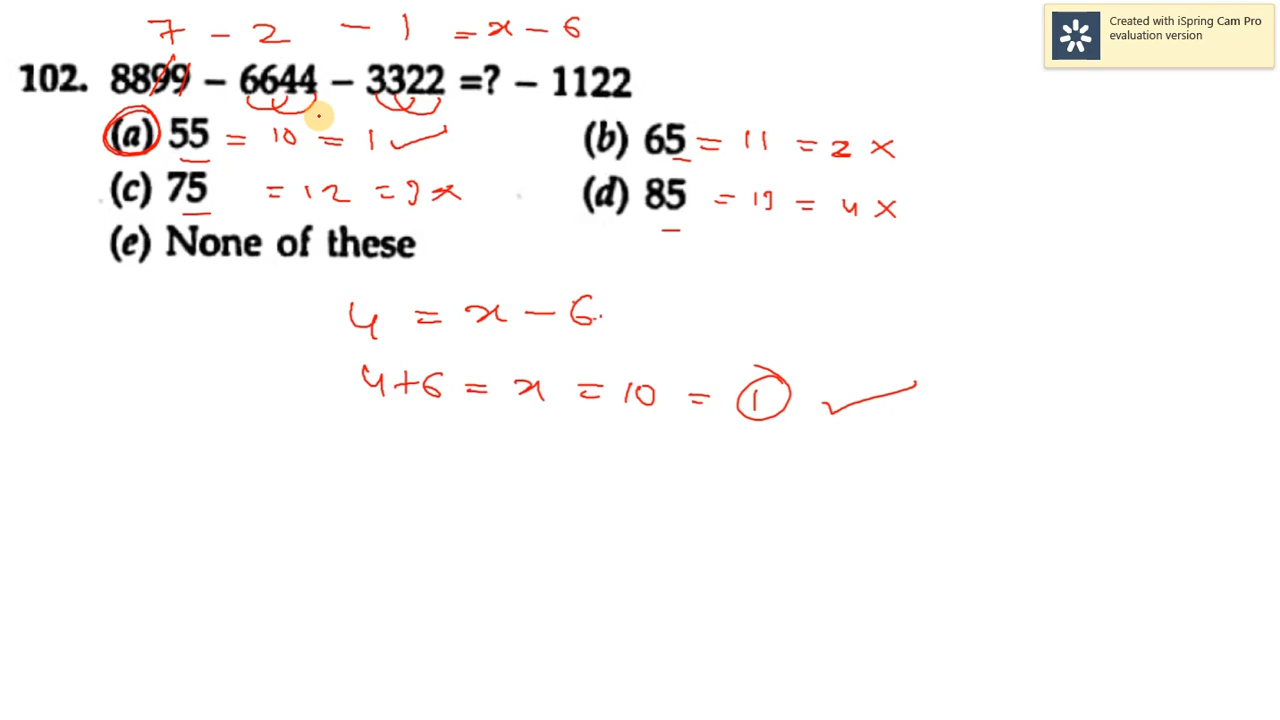 Created with iSpring Cam Pro
evaluation version
7 - 2 - 1 = x - 6
102. 8899 - 6644 - 3322 =? - 1122
(a) 55 = 10 = 1 ✓ (b) 65 = 11 = 2 ×
(c) 75 = 12 = 3 × (d) 85 = 13 = 4 ×
(e) None of these
4 = x - 6
4+6 = x = 10 = 1 ✓